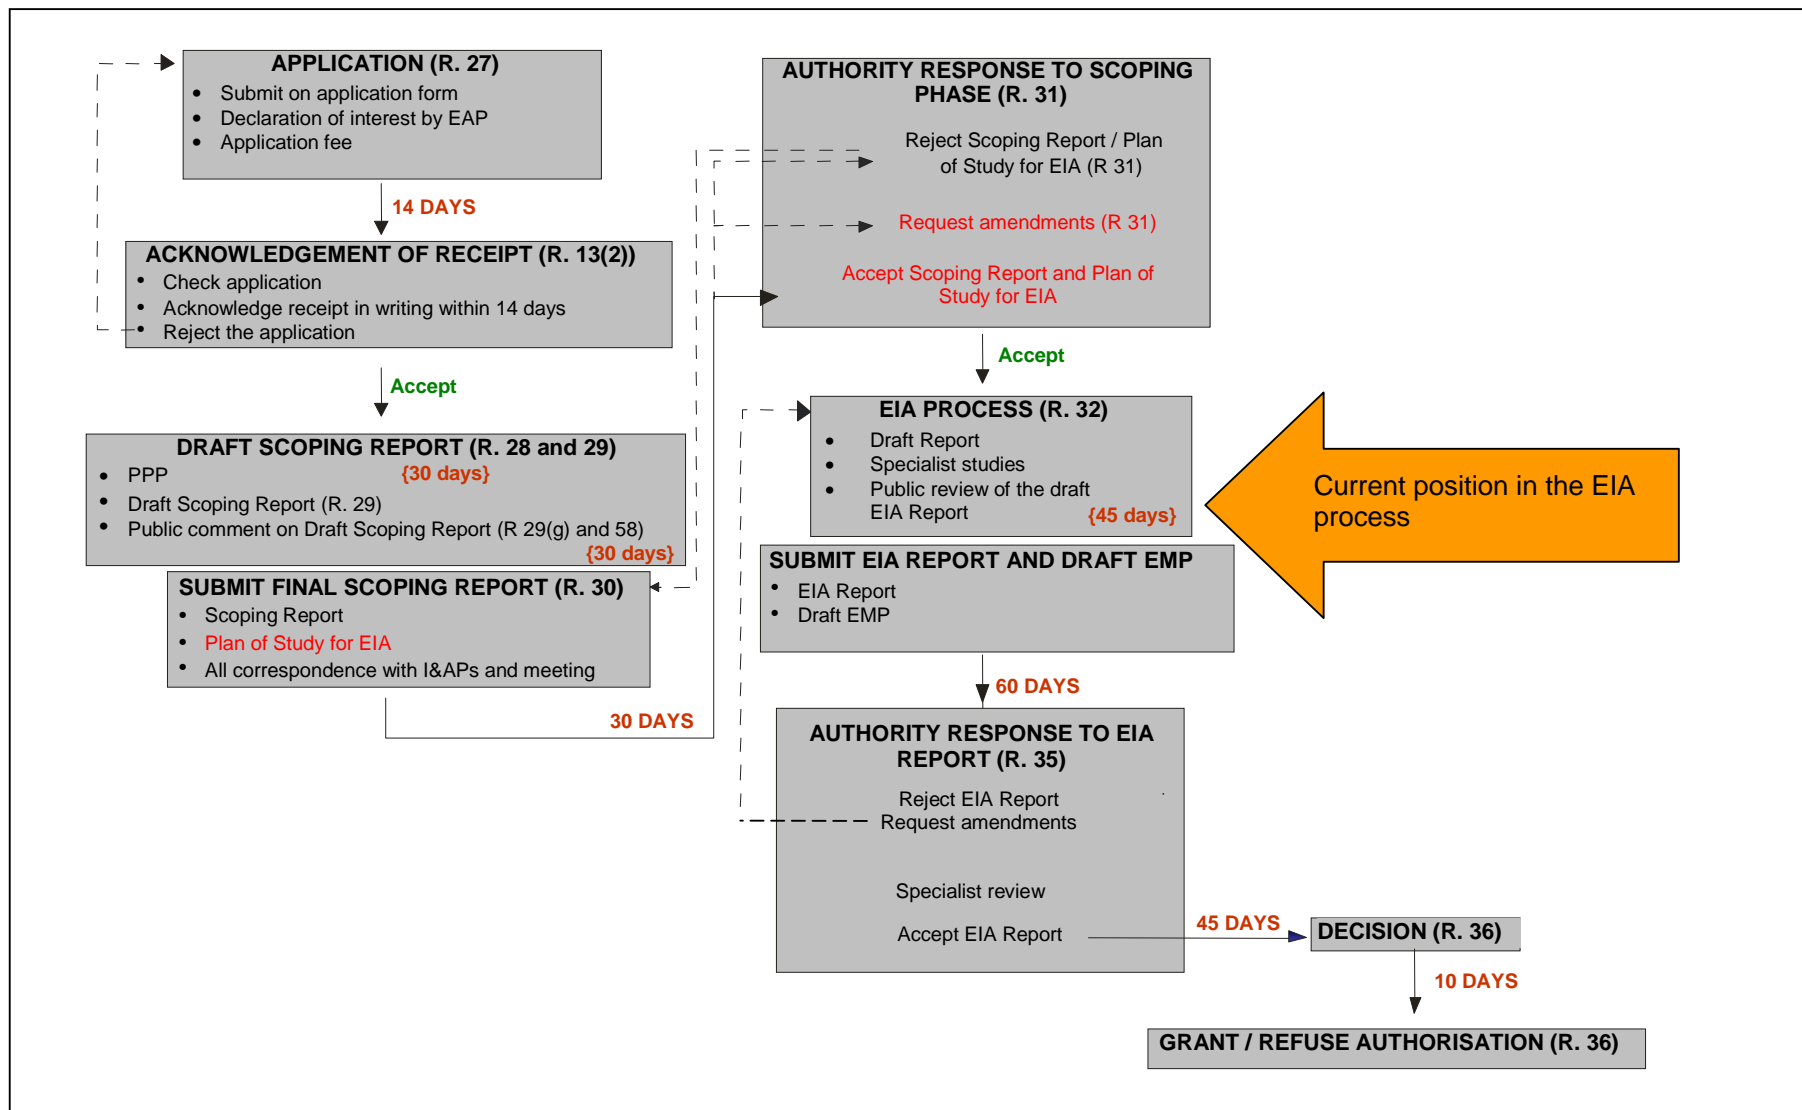 APPLICATION (R. 27)
• Submit on application form
• Declaration of interest by EAP
• Application fee
14 DAYS
ACKNOWLEDGEMENT OF RECEIPT (R. 13(2))
• Check application
• Acknowledge receipt in writing within 14 days
• Reject the application
Accept
DRAFT SCOPING REPORT (R. 28 and 29)
• PPP
{30 days}
• Draft Scoping Report (R. 29)
• Public comment on Draft Scoping Report (R 29(g) and 58)
{30 days}
SUBMIT FINAL SCOPING REPORT (R. 30)
• Scoping Report
• Plan of Study for EIA
• All correspondence with I&APs and meeting
30 DAYS
AUTHORITY RESPONSE TO SCOPING
PHASE (R. 31)
Reject Scoping Report / Plan
of Study for EIA (R 31)
Request amendments (R 31)
Accept Scoping Report and Plan of
Study for EIA
Accept
EIA PROCESS (R. 32)
• Draft Report
• Specialist studies
• Public review of the draft
EIA Report
{45 days}
Current position in the EIA
process
SUBMIT EIA REPORT AND DRAFT EMP
• EIA Report
• Draft EMP
60 DAYS
AUTHORITY RESPONSE TO EIA
REPORT (R. 35)
Reject EIA Report
Request amendments
Specialist review
Accept EIA Report
45 DAYS
DECISION (R. 36)
10 DAYS
GRANT / REFUSE AUTHORISATION (R. 36)